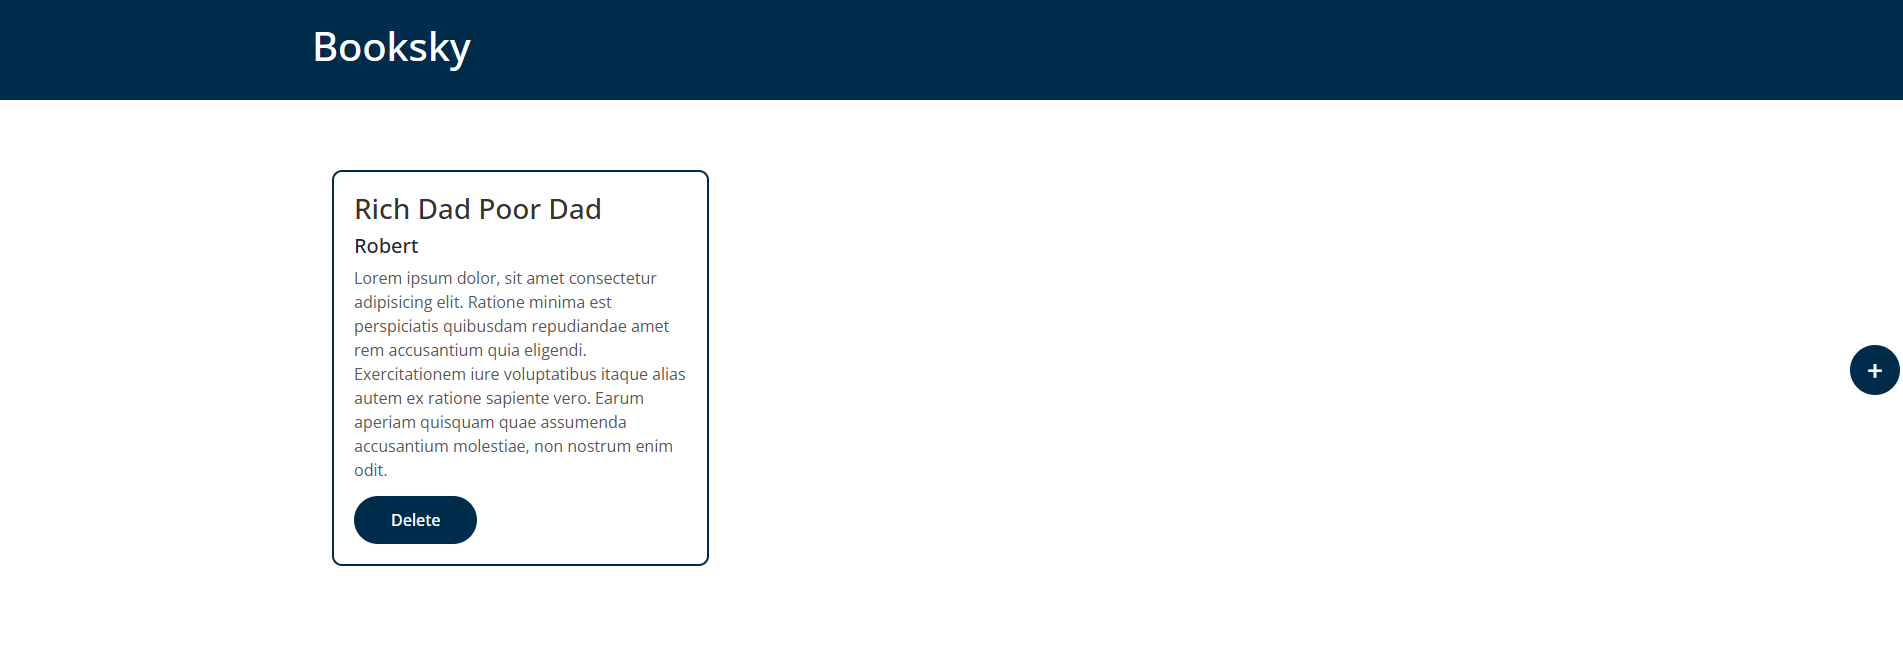 Booksky
Rich Dad Poor Dad
Robert
Lorem ipsum dolor, sit amet consectetur
adipisicing elit. Ratione minima est
perspiciatis quibusdam repudiandae amet
rem accusantium quia eligendi.
Exercitationem iure voluptatibus itaque alias
autem ex ratione sapiente vero. Earum
aperiam quisquam quae assumenda
accusantium molestiae, non nostrum enim
odit.
Delete
+